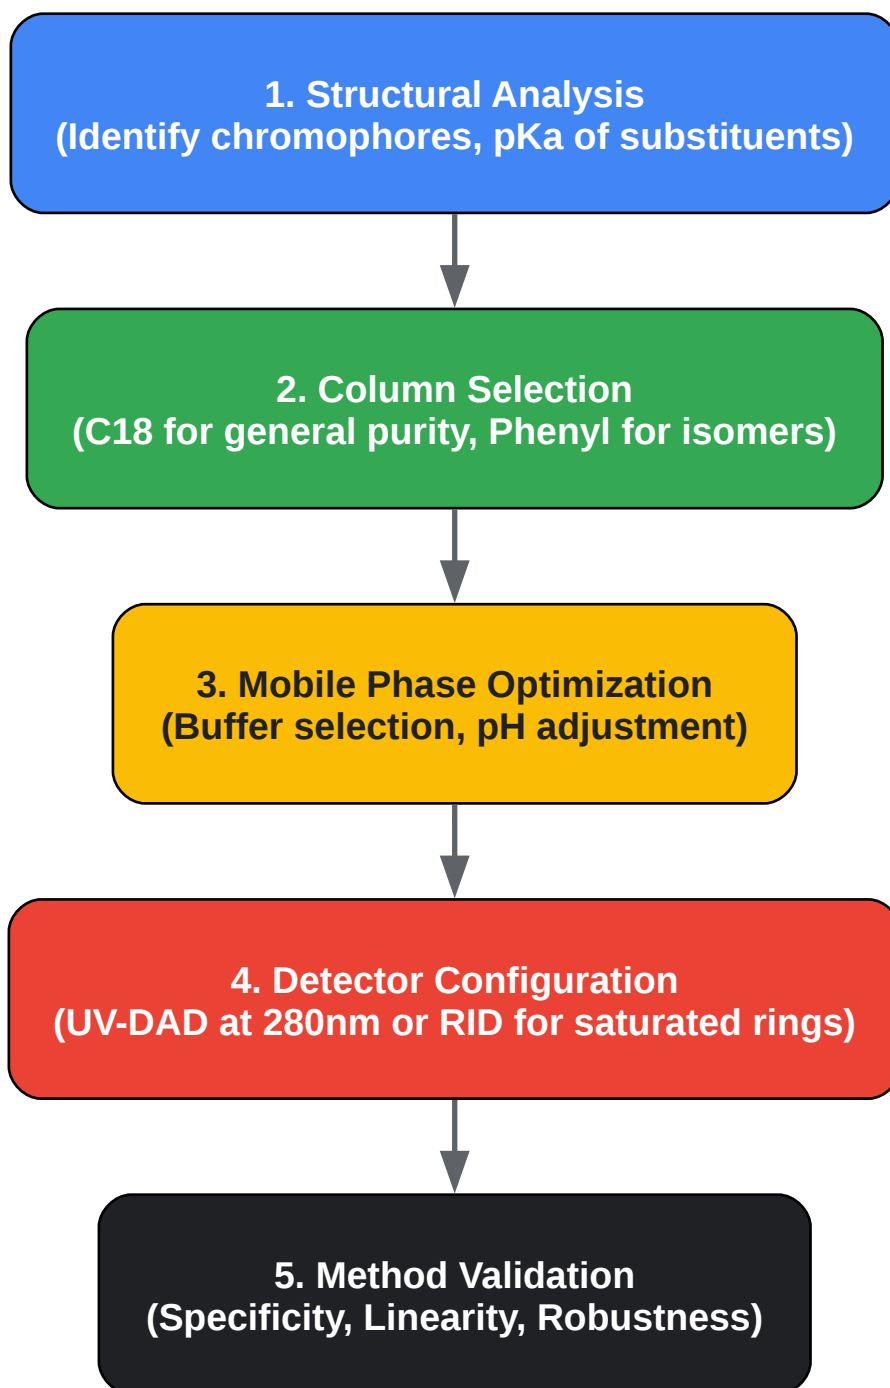 1. Structural Analysis
(Identify chromophores, pKa of substituents)
2. Column Selection
(C18 for general purity, Phenyl for isomers)
3. Mobile Phase Optimization
(Buffer selection, pH adjustment)
4. Detector Configuration
(UV-DAD at 280nm or RID for saturated rings)
5. Method Validation
(Specificity, Linearity, Robustness)